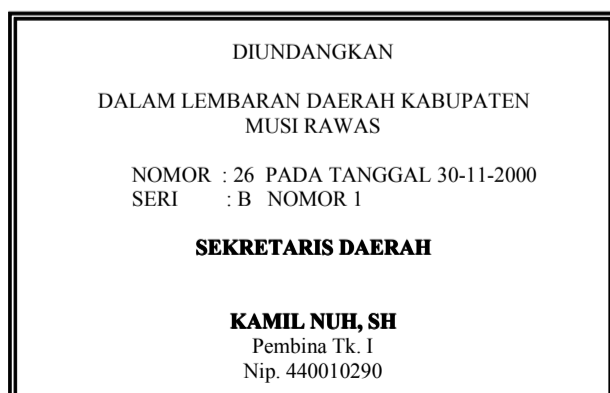 DIUNDANGKAN
DALAM LEMBARAN DAERAH KABUPATEN
MUSI RAWAS
NOMOR : 26 PADA TANGGAL 30-11-2000
SERI : B NOMOR 1
SEKRETARIS DAERAH
KAMIL NUH, SH
Pembina Tk. I
Nip. 440010290